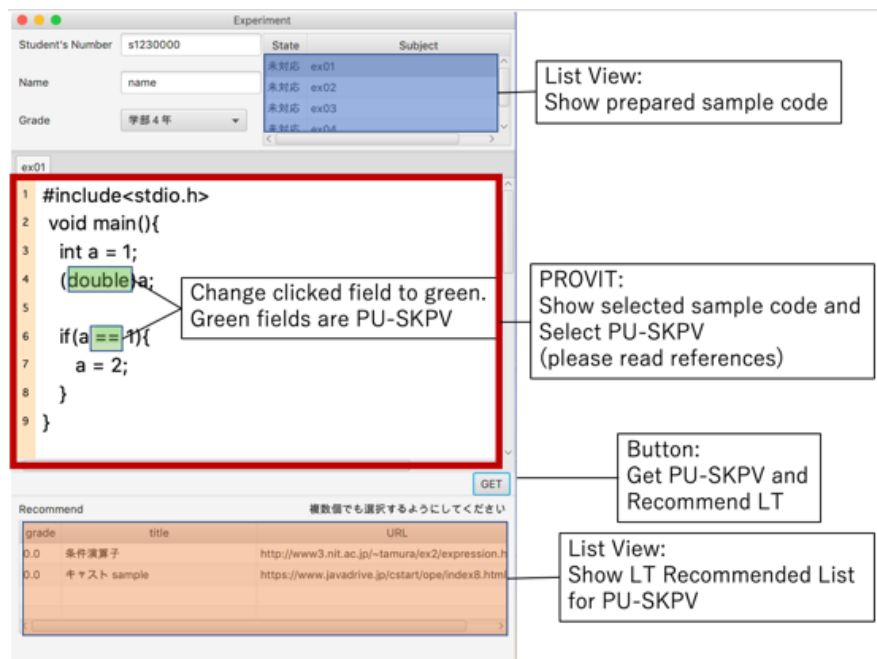 Experiment
Student's Number s1230000
State Subject
未対応 ex01
Name name
未対応 ex02
未対応 ex03
Grade 学部4年
未対応 ex04
List View:
Show prepared sample code
ex01
1 #include<stdio.h>
2 void main(){
3 int a = 1;
4 (double)a;
5
6 if(a == 1){
7 a = 2;
8 }
9 }
Change clicked field to green.
Green fields are PU-SKPV
PROVIT:
Show selected sample code and
Select PU-SKPV
(please read references)
GET
Button:
Get PU-SKPV and
Recommend LT
Recommend 複数個でも選択するようにしてください
grade title URL
0.0 条件演算子 http://www3.nit.ac.jp/~tamura/ex2/expression.h
0.0 キャスト sample https://www.javadrive.jp/cstart/ope/index8.html
List View:
Show LT Recommended List
for PU-SKPV